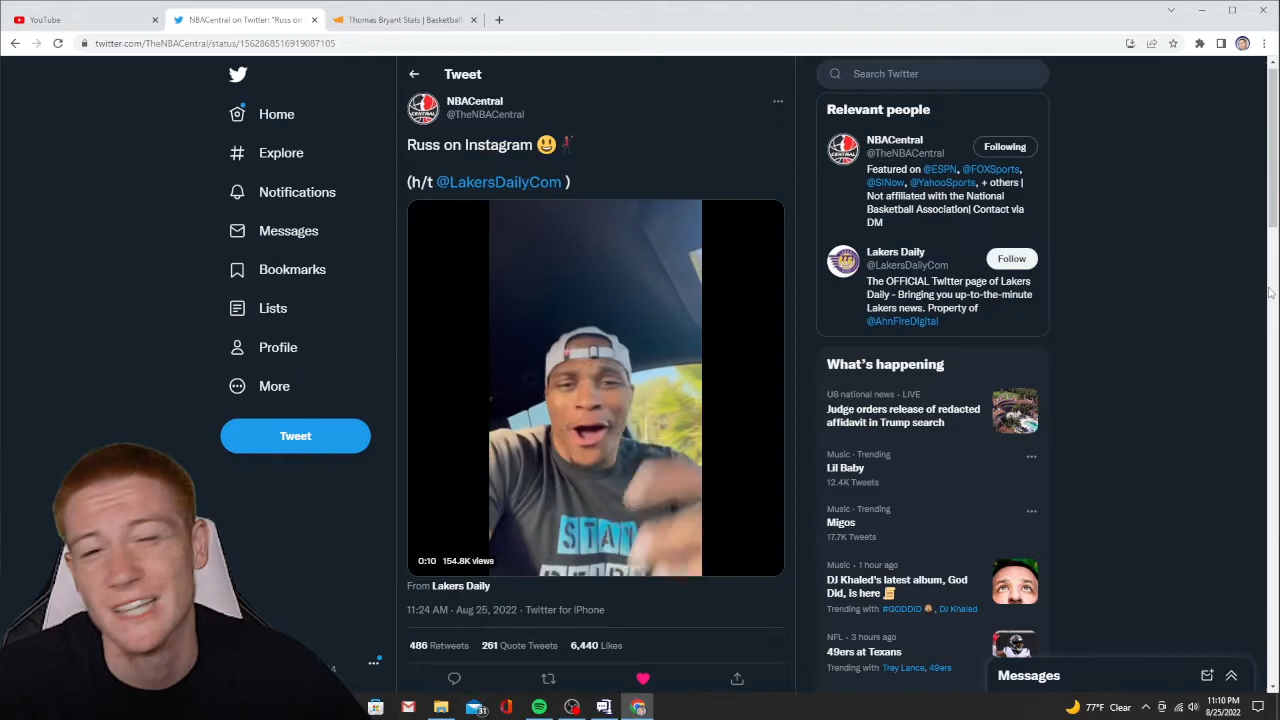 YouTube
NBACentral on Twitter: "Russ on
Thomas Bryant Stats | Basketball
twitter.com/TheNBACentral/status/1562868516919087105
Home
Explore
Notifications
Messages
Bookmarks
Lists
Profile
More
Tweet
Tweet
NBACentral
@TheNBACentral
Russ on Instagram 😃
(h/t @LakersDailyCom )
STAY
0:10 154.8K views
From Lakers Daily
11:24 AM · Aug 25, 2022 · Twitter for iPhone
486 Retweets 261 Quote Tweets 6,440 Likes
Search Twitter
Relevant people
NBACentral
@TheNBACentral
Following
Featured on @ESPN, @FOXSports,
@SINow, @YahooSports, + others |
Not affiliated with the National
Basketball Association| Contact via
DM
Lakers Daily
@LakersDailyCom
Follow
The OFFICIAL Twitter page of Lakers
Daily - Bringing you up-to-the-minute
Lakers news. Property of
@AhnFireDigital
What's happening
US national news · LIVE
Judge orders release of redacted
affidavit in Trump search
Music · Trending
Lil Baby
12.4K Tweets
Music · Trending
Migos
17.7K Tweets
Music · 1 hour ago
DJ Khaled's latest album, God
Did, is here
Trending with #GODDID, DJ Khaled
NFL · 3 hours ago
49ers at Texans
Trending with Trey Lance, 49ers
Messages
31
77°F Clear
11:10 PM
8/25/2022